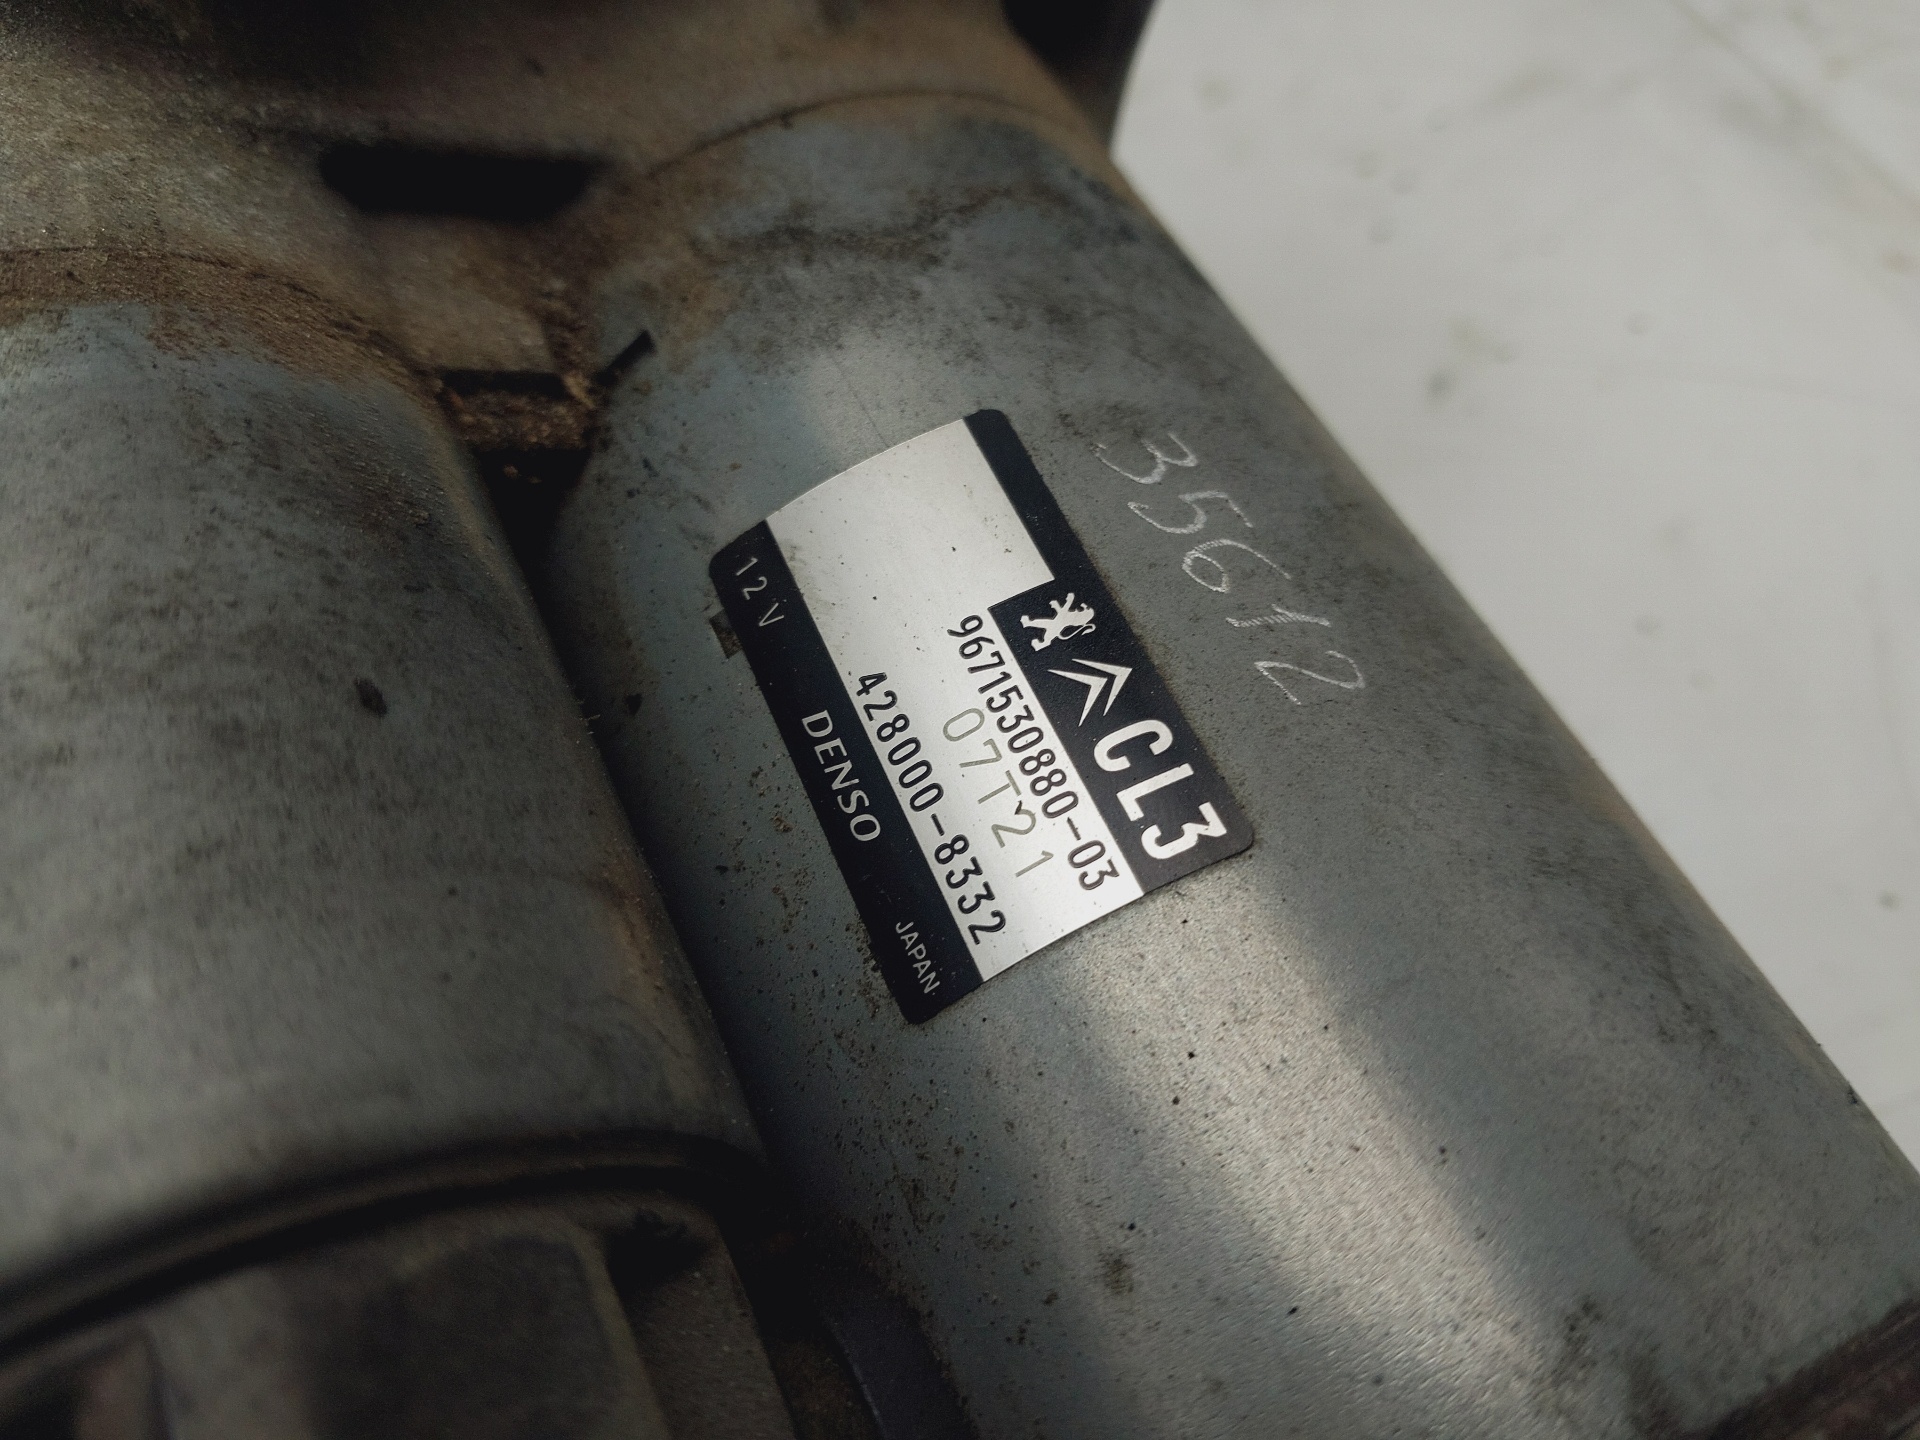 CL3
9671530880-03
07T21
428000-8332
12V DENSO JAPAN
35612